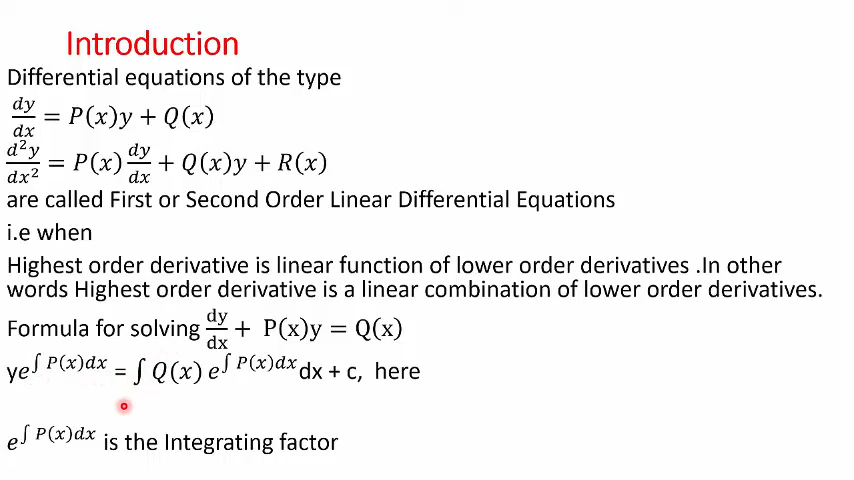 Introduction
Differential equations of the type
dy/dx = P(x)y + Q(x)
d²y/dx² = P(x) dy/dx + Q(x)y + R(x)
are called First or Second Order Linear Differential Equations
i.e when
Highest order derivative is linear function of lower order derivatives .In other
words Highest order derivative is a linear combination of lower order derivatives.
Formula for solving dy/dx + P(x)y = Q(x)
ye^∫P(x)dx = ∫ Q(x) e^∫P(x)dx dx + c, here
e^∫P(x)dx is the Integrating factor